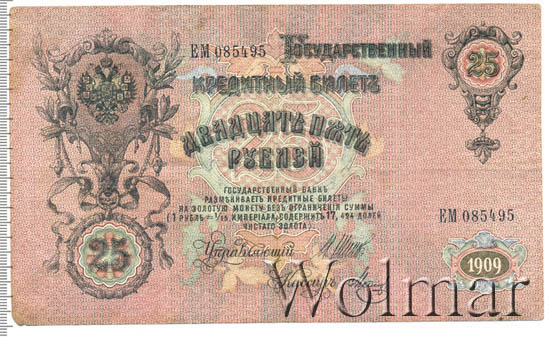 ЕМ 085495 ГОСУДАРСТВЕННЫЙ
КРЕДИТНЫЙ БИЛЕТЪ
25
ДВАДЦАТЬ ПЯТЬ
РУБЛЕЙ
ГОСУДАРСТВЕННЫЙ БАНКЪ
РАЗМѢНИВАЕТЪ КРЕДИТНЫЕ БИЛЕТЫ
НА ЗОЛОТУЮ МОНЕТУ БЕЗЪ ОГРАНИЧЕНІЯ СУММЫ
(1 РУБЛЬ = 1/15 ИМПЕРІАЛА, СОДЕРЖИТЪ 17,424 ДОЛЕЙ
ЧИСТАГО ЗОЛОТА)
ЕМ 085495
25
Управляющій
Кассиръ
1909
Wolmar